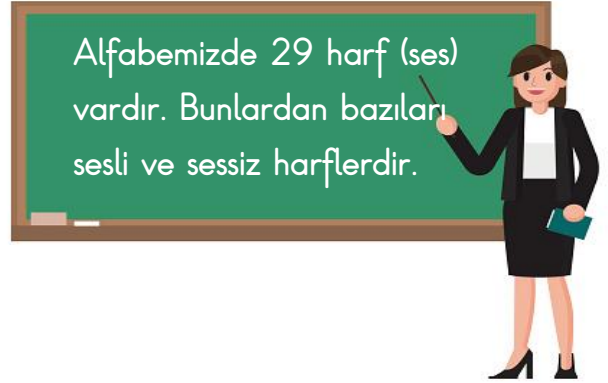 Alfabemizde 29 harf (ses)
vardır. Bunlardan bazıları
sesli ve sessiz harflerdir.